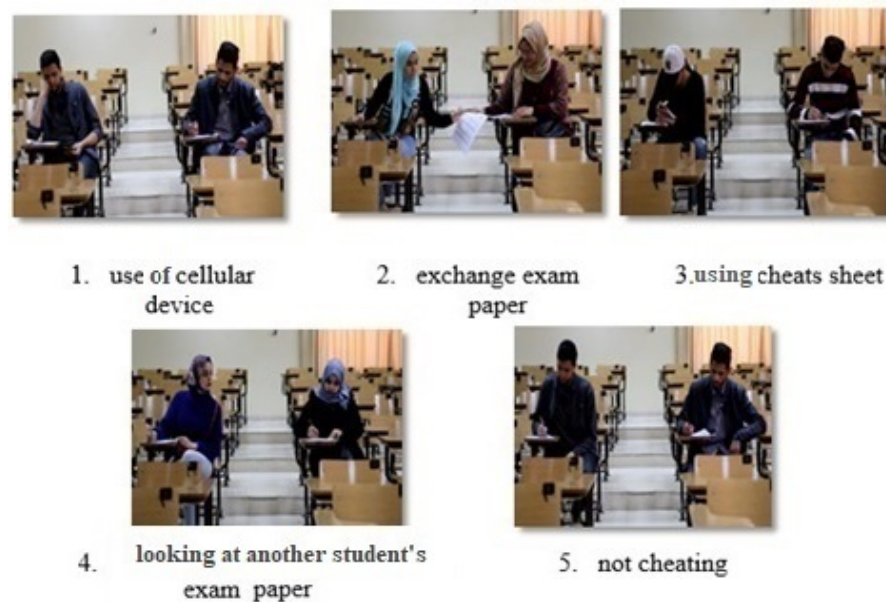 1. use of cellular
device
2. exchange exam
paper
3.using cheats sheet
4. looking at another student's
exam paper
5. not cheating